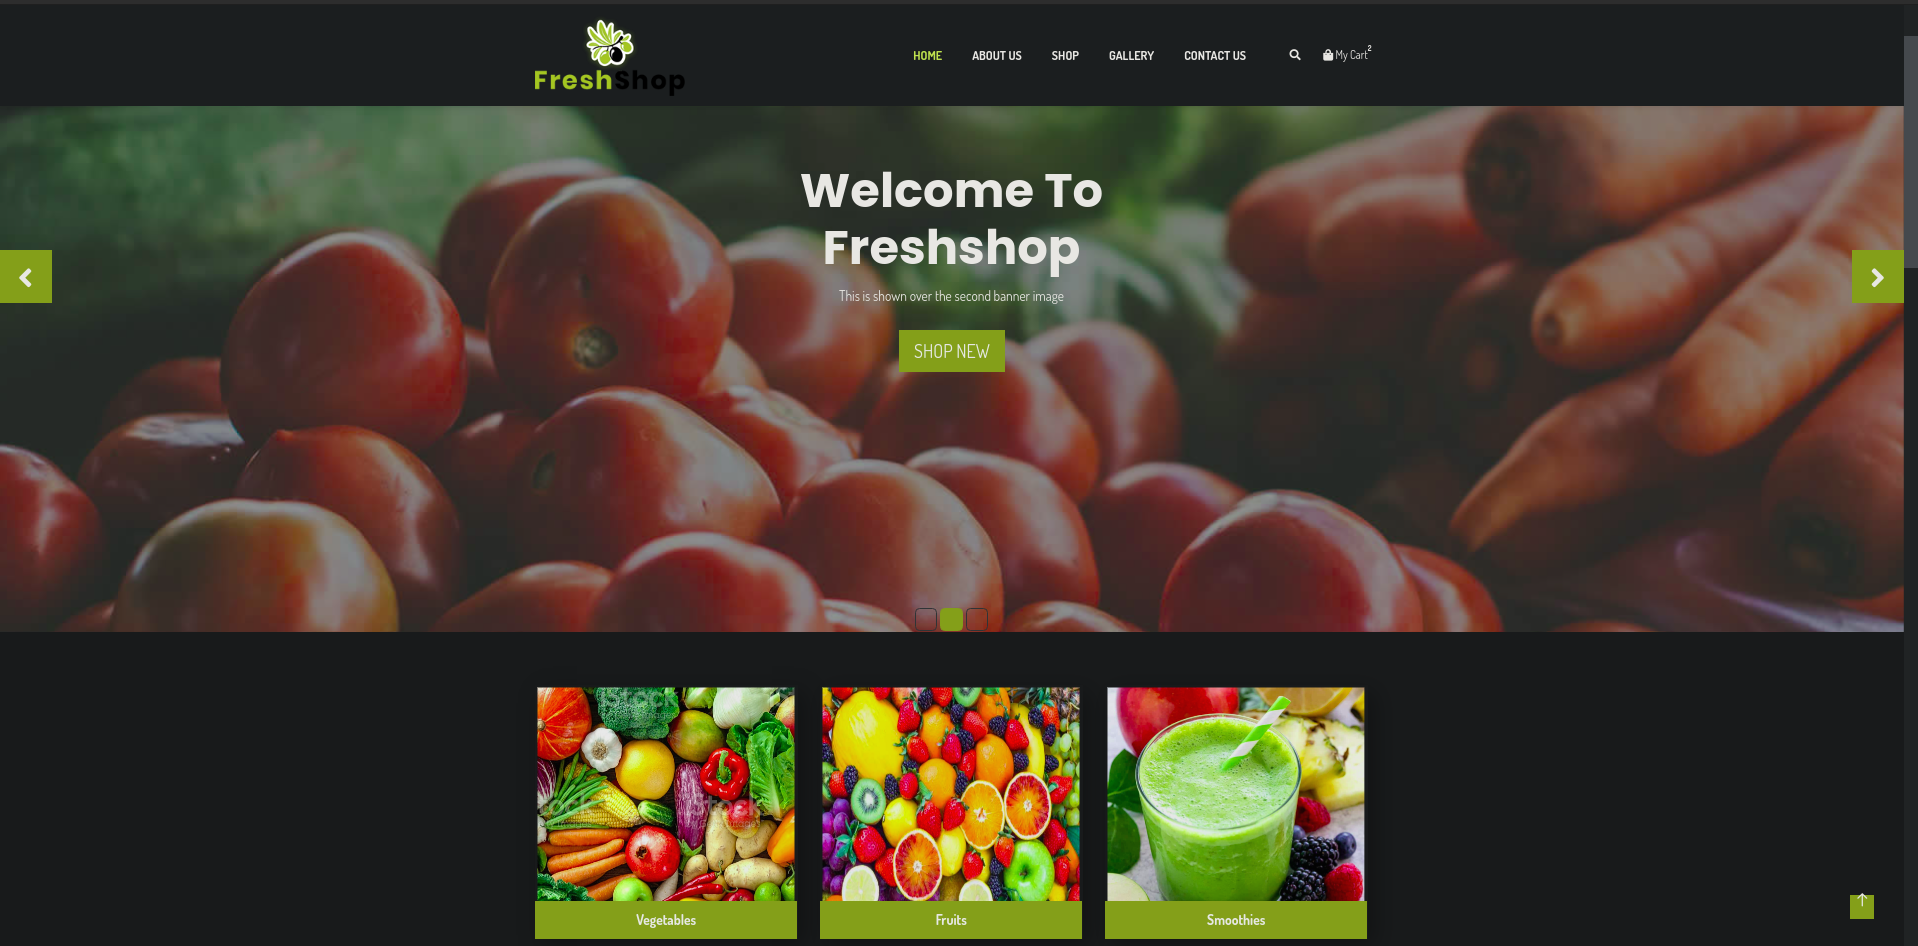 FreshShop
HOME
ABOUT US
SHOP
GALLERY
CONTACT US
My Cart 2
Welcome To
Freshshop
This is shown over the second banner image
SHOP NEW
Vegetables
Fruits
Smoothies